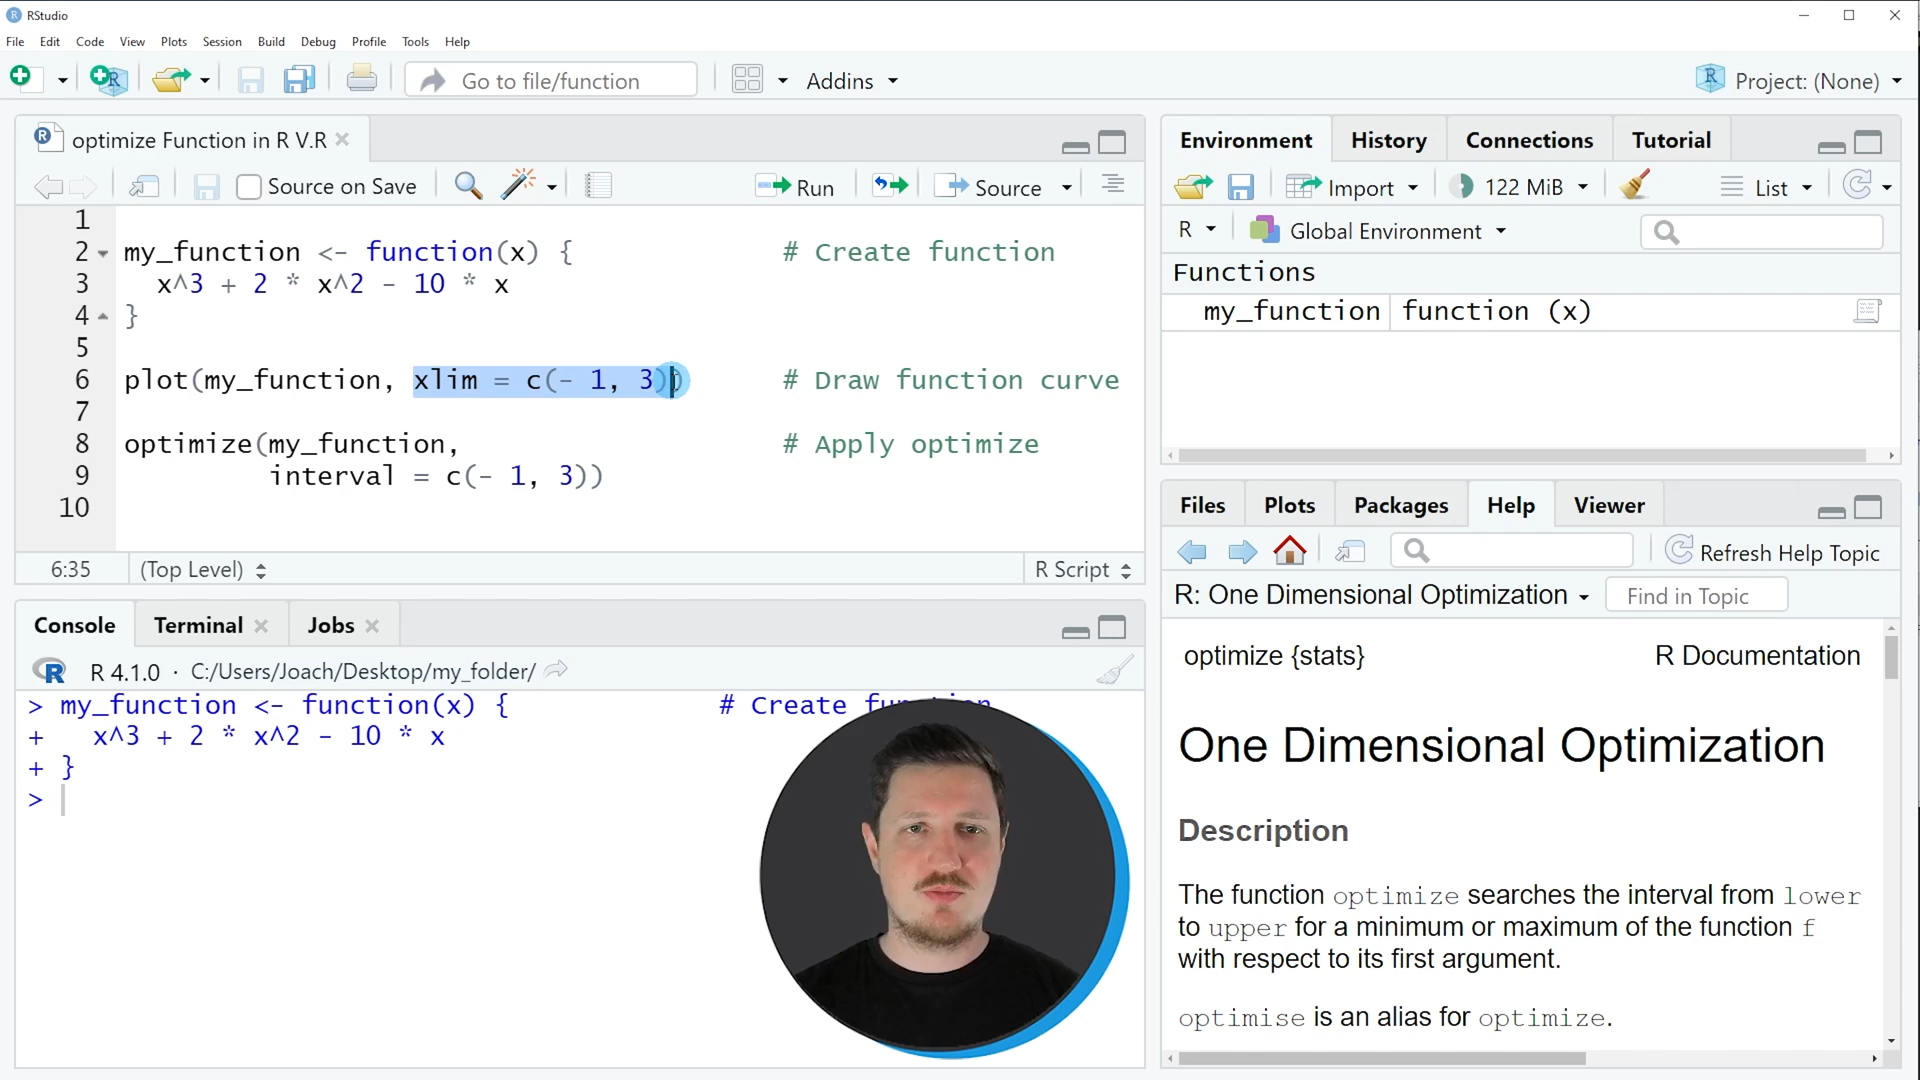 RStudio
File Edit Code View Plots Session Build Debug Profile Tools Help
Go to file/function Addins Project: (None)
optimize Function in R V.R
Source on Save Run Source
1
2 my_function <- function(x) { # Create function
3 x^3 + 2 * x^2 - 10 * x
4 }
5
6 plot(my_function, xlim = c(- 1, 3)) # Draw function curve
7
8 optimize(my_function, # Apply optimize
9 interval = c(- 1, 3))
10
6:35 (Top Level) R Script
Console Terminal Jobs
R 4.1.0 · C:/Users/Joach/Desktop/my_folder/
> my_function <- function(x) { # Create function
+ x^3 + 2 * x^2 - 10 * x
+ }
>
Environment History Connections Tutorial
Import 122 MiB List
R Global Environment
Functions
my_function function (x)
Files Plots Packages Help Viewer
Refresh Help Topic
R: One Dimensional Optimization Find in Topic
optimize {stats} R Documentation
One Dimensional Optimization
Description
The function optimize searches the interval from lower
to upper for a minimum or maximum of the function f
with respect to its first argument.
optimise is an alias for optimize.